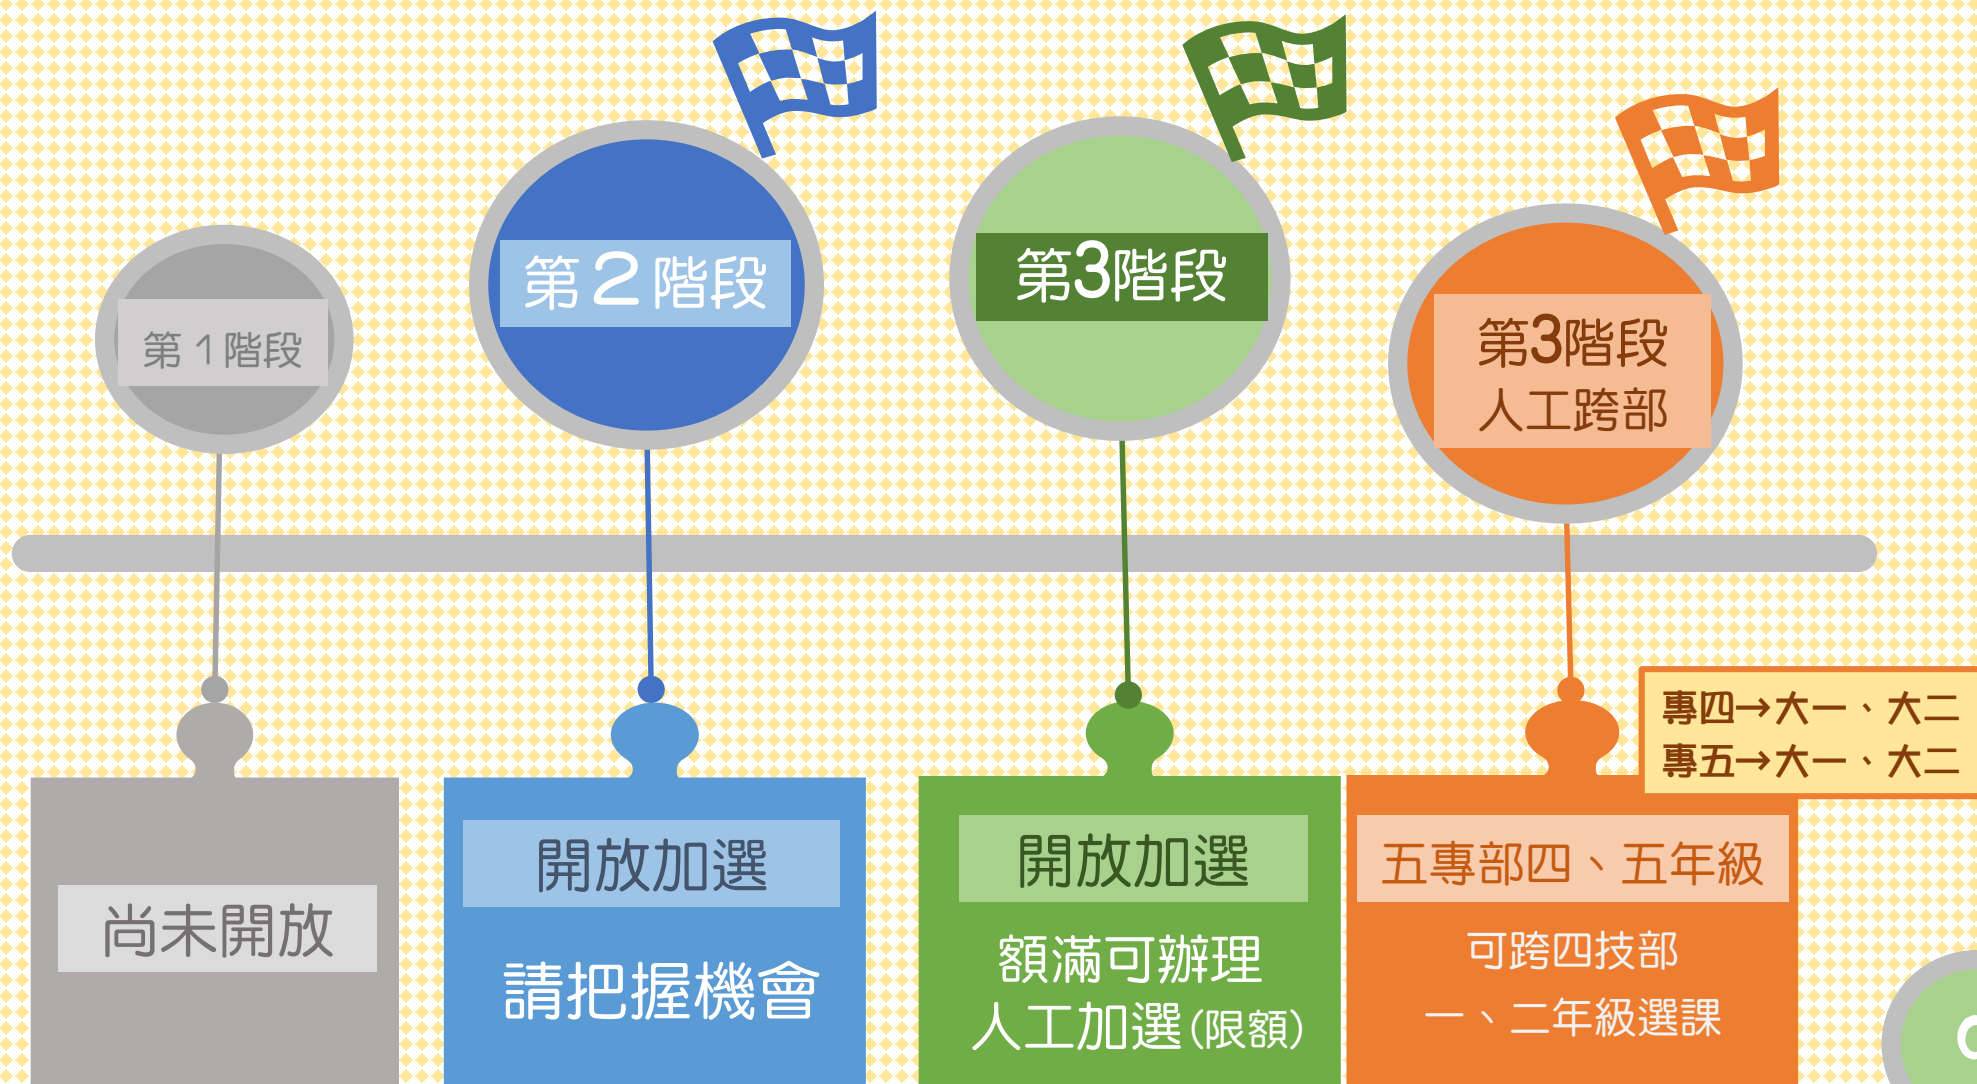 第1階段
第２階段
第3階段
第3階段
人工跨部
專四→大一、大二
專五→大一、大二
尚未開放
開放加選
請把握機會
開放加選
額滿可辦理
人工加選(限額)
五專部四、五年級
可跨四技部
一、二年級選課